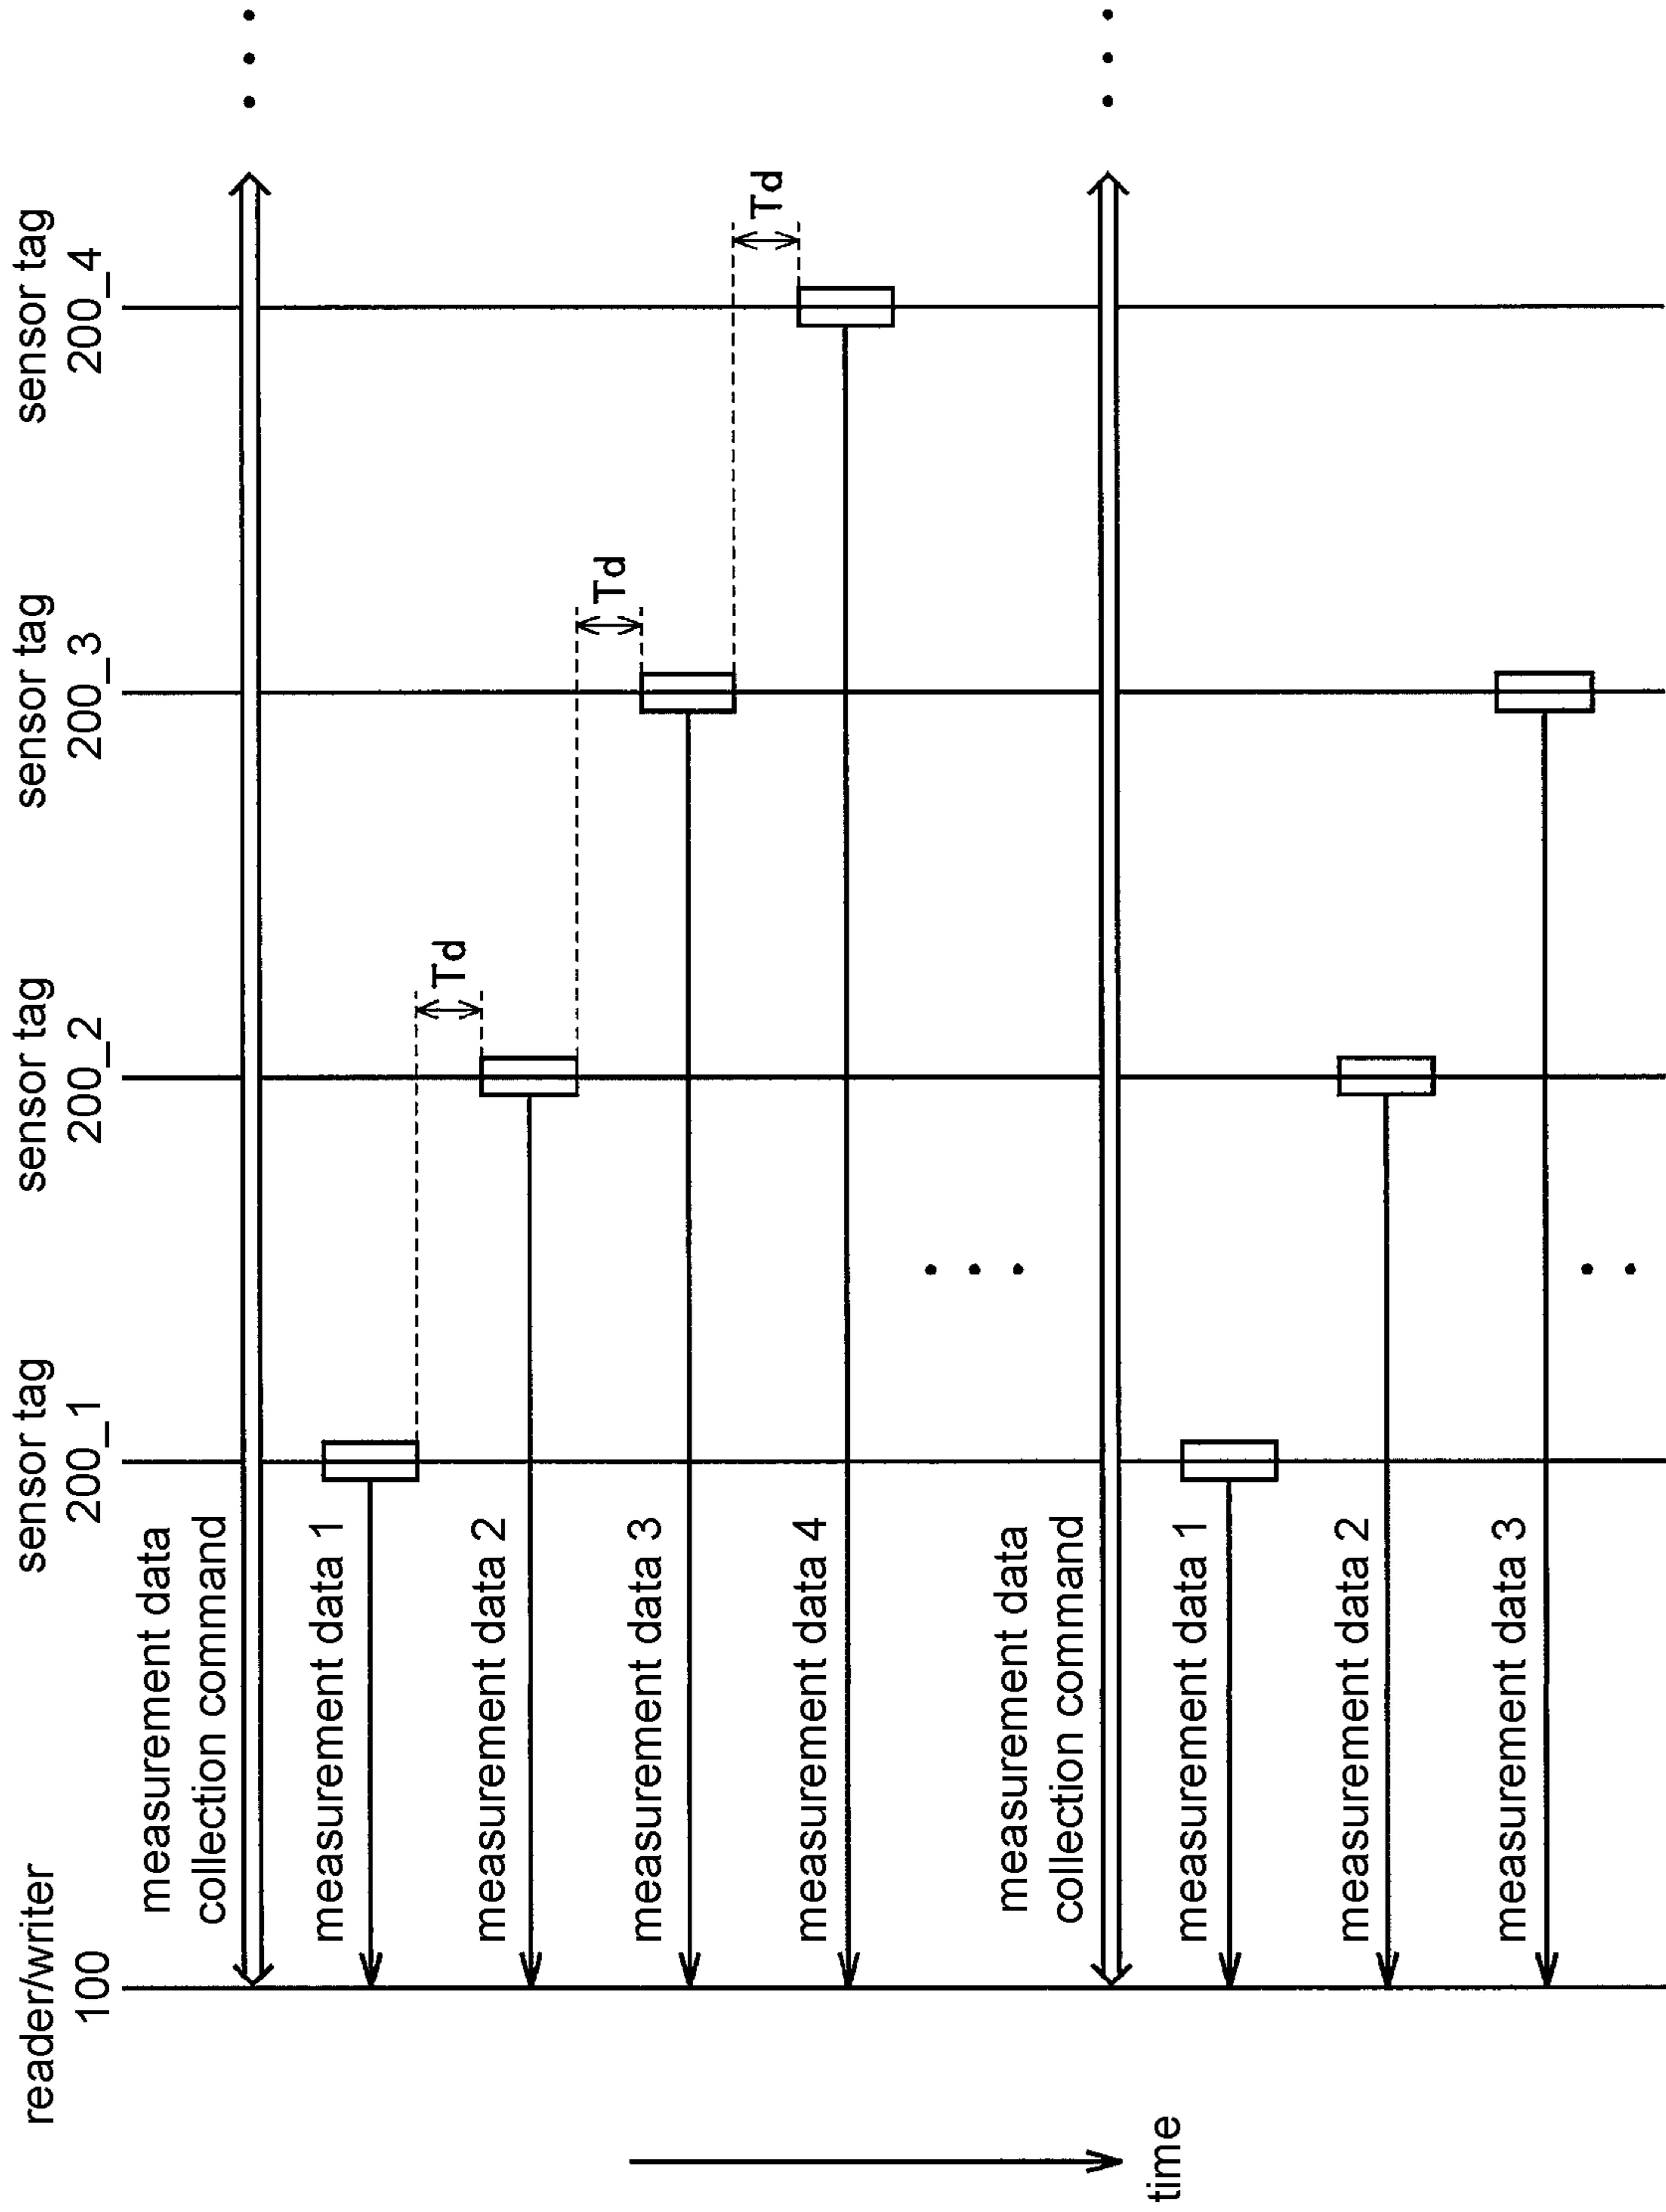 reader/writer
100
sensor tag
200_1
sensor tag
200_2
sensor tag
200_3
sensor tag
200_4
measurement data
collection command
measurement data 1
Td
measurement data 2
Td
measurement data 3
Td
measurement data 4
measurement data
collection command
measurement data 1
measurement data 2
measurement data 3
time